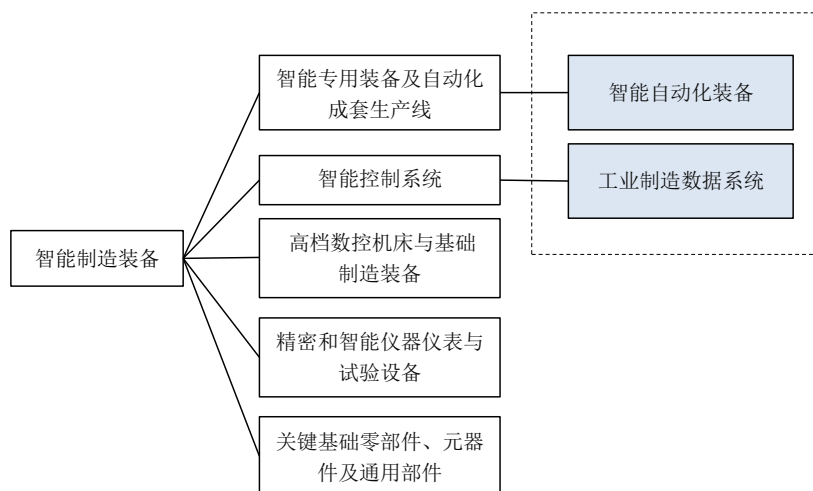 智能专用装备及自动化
成套生产线
智能自动化装备
智能控制系统
工业制造数据系统
智能制造装备
高档数控机床与基础
制造装备
精密和智能仪器仪表与
试验设备
关键基础零部件、元器
件及通用部件